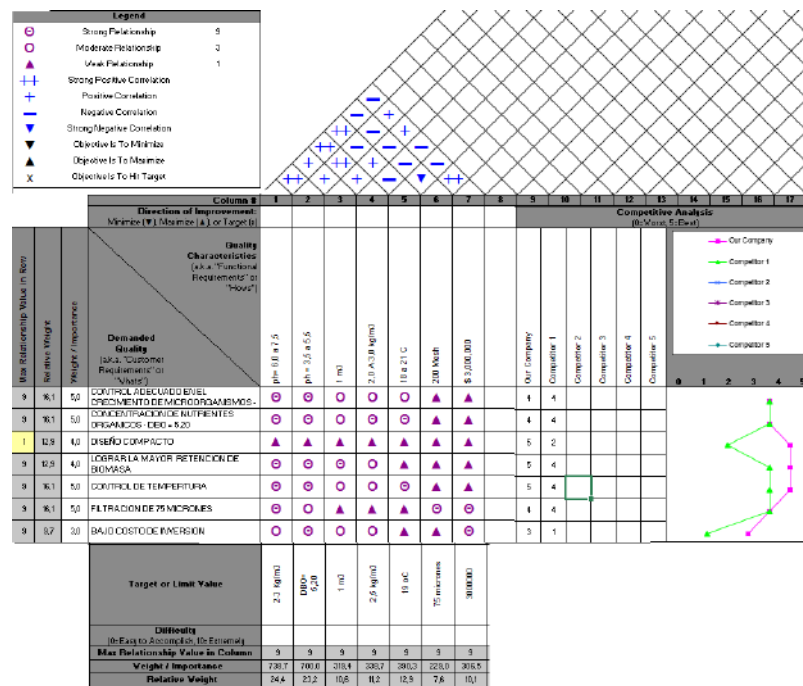 Legend
Strong Relationship 9
Moderate Relationship 3
Weak Relationship 1
Strong Positive Correlation
Positive Correlation
Negative Correlation
Strong Negative Correlation
Objective Is To Minimize
Objective Is To Maximize
X Objective Is To Hit Target
Column # 1 2 3 4 5 6 7 8 9 10 11 12 13 14 15 16 17
Direction of Improvement:
Minimize (▼), Maximize (▲), or Target (x)
Competitive Analysis
(0=Worst, 5=Best)
Max Relationship Value in Row
Relative Weight
Weight / Importance
Quality
Characteristics
(a.k.a. "Functional
Requirements" or
"Hows")
Demanded
Quality
(a.k.a. "Customer
Requirements" or
"Whats")
ph= 6,0 a 7,5
ph = 3,5 a 5,5
1 m3
2,0 A 3,0 kg/m3
18 a 21 C
200 Mesh
$ 3,000,000
Our Company
Competitor 1
Competitor 2
Competitor 3
Competitor 4
Competitor 5
Our Company
Competitor 1
Competitor 2
Competitor 3
Competitor 4
Competitor 5
0 1 2 3 4 5
9 16,1 5,0 CONTROL ADECUADO EN EL
CRECIMIENTO DE MICROORGANISMOS - 4 4
9 16,1 5,0 CONCENTRACION DE NUTRIENTES
ORGANICOS - DBO = 5,20 4 4
1 12,9 4,0 DISEÑO COMPACTO 5 2
9 12,9 4,0 LOGRAR LA MAYOR RETENCION DE
BIOMASA 5 4
9 16,1 5,0 CONTROL DE TEMPERTURA 5 4
9 16,1 5,0 FILTRACION DE 75 MICRONES 4 4
9 9,7 3,0 BAJO COSTO DE INVERSION 3 1
Target or Limit Value
DBO=
5,20
1 m3
2,5 kg/m3
19 oC
75 micrones
3000000
Difficulty
(0=Easy to Accomplish, 10=Extremely
Max Relationship Value in Column 9 9 9 9 9 9 9
Weight / Importance 738,7 700,0 319,4 338,7 390,3 229,0 306,5
Relative Weight 24,4 23,2 10,6 11,2 12,9 7,6 10,1